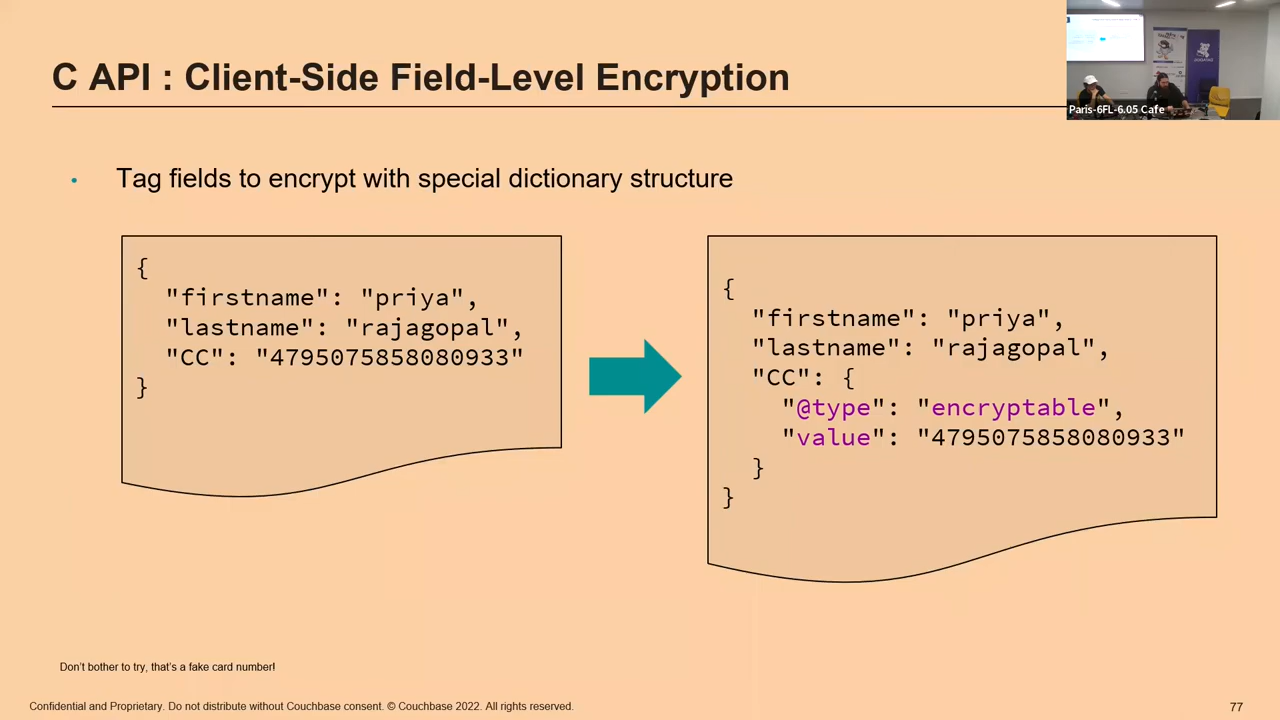 C API : Client-Side Field-Level Encryption
Paris-6FL-6.05 Cafe
• Tag fields to encrypt with special dictionary structure
{
"firstname": "priya",
"lastname": "rajagopal",
"CC": "4795075858080933"
}
{
"firstname": "priya",
"lastname": "rajagopal",
"CC": {
"@type": "encryptable",
"value": "4795075858080933"
}
}
Don't bother to try, that's a fake card number!
Confidential and Proprietary. Do not distribute without Couchbase consent. © Couchbase 2022. All rights reserved.
77